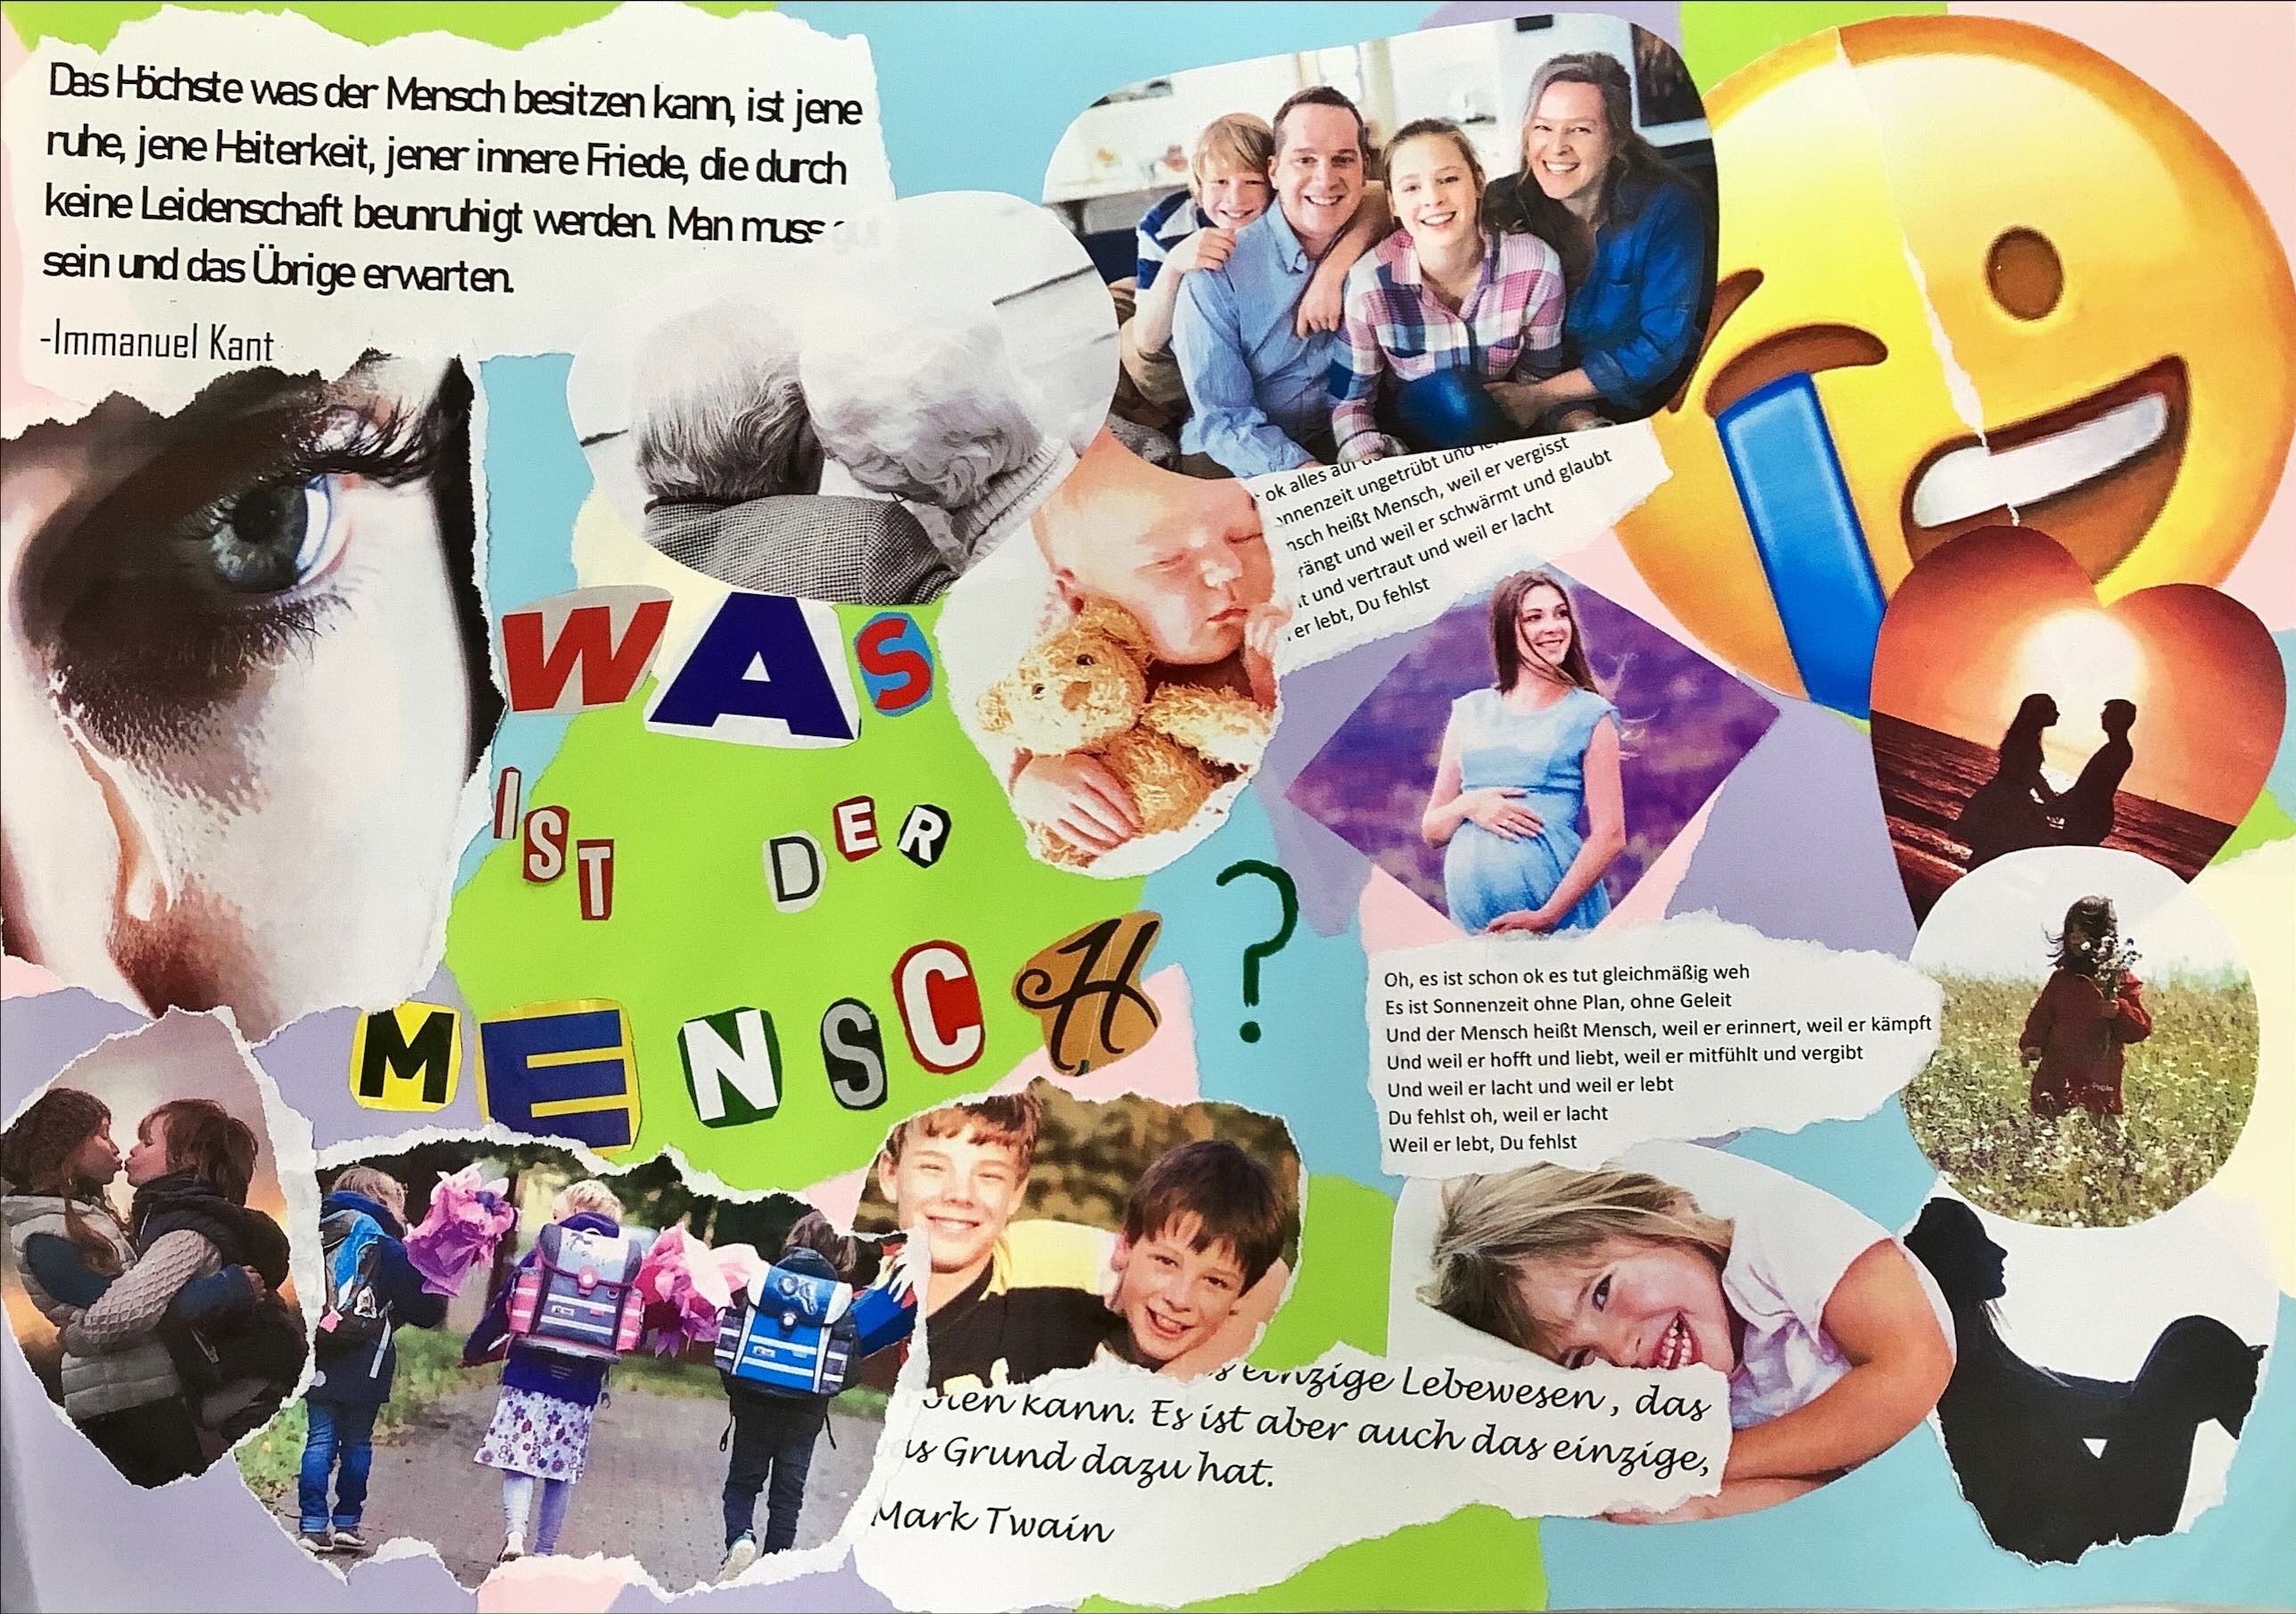 Das Höchste was der Mensch besitzen kann, ist jene
ruhe, jene Heiterkeit, jener innere Friede, die durch
keine Leidenschaft beunruhigt werden. Man muss
sein und das Übrige erwarten.
-Immanuel Kant
ok alles auf
ungetrübt und
heißt Mensch, weil er vergisst
und weil er schwärmt und glaubt
und vertraut und weil er lacht
er lebt, Du fehlst
WAS
IST DER
MENSCH ?
Oh, es ist schon ok es tut gleichmäßig weh
Es ist Sonnenzeit ohne Plan, ohne Geleit
Und der Mensch heißt Mensch, weil er erinnert, weil er kämpft
Und weil er hofft und liebt, weil er mitfühlt und vergibt
Und weil er lacht und weil er lebt
Du fehlst oh, weil er lacht
Weil er lebt, Du fehlst
einzige Lebewesen , das
kann. Es ist aber auch das einzige,
Grund dazu hat.
Mark Twain